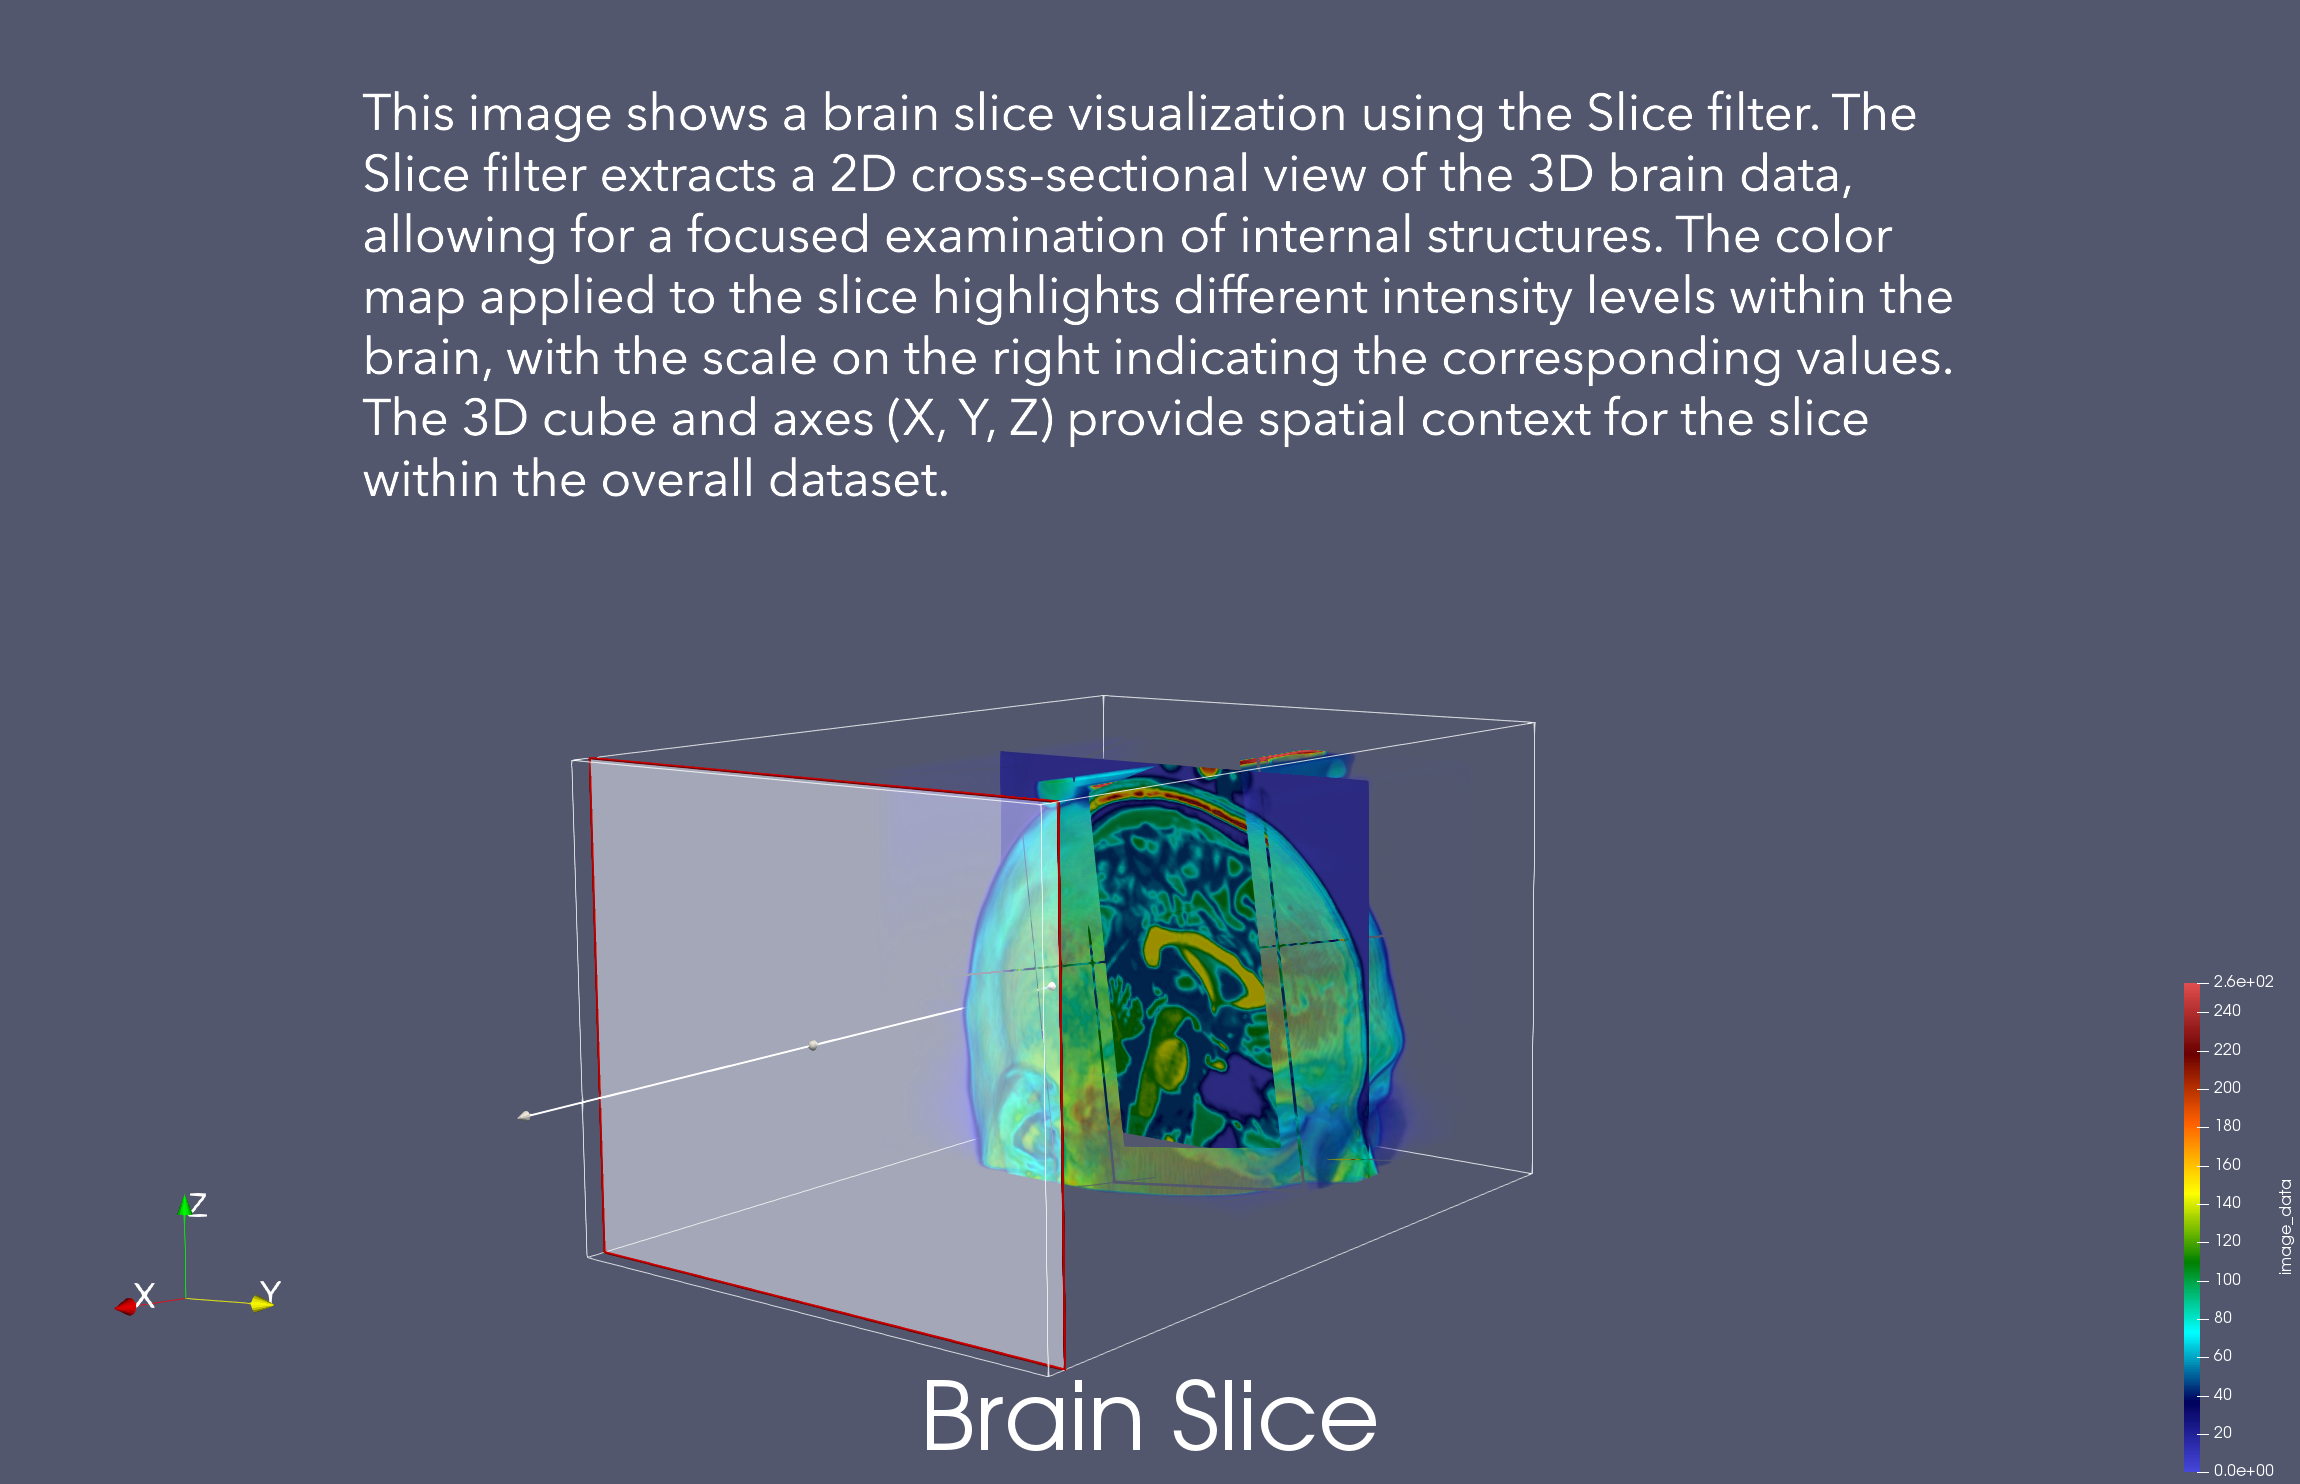 This image shows a brain slice visualization using the Slice filter. The
Slice filter extracts a 2D cross-sectional view of the 3D brain data,
allowing for a focused examination of internal structures. The color
map applied to the slice highlights different intensity levels within the
brain, with the scale on the right indicating the corresponding values.
The 3D cube and axes (X, Y, Z) provide spatial context for the slice
within the overall dataset.
Z
X
Y
Brain Slice
2.6e+02
240
220
200
180
160
140
120
100
80
60
40
20
0.0e+00
image_data